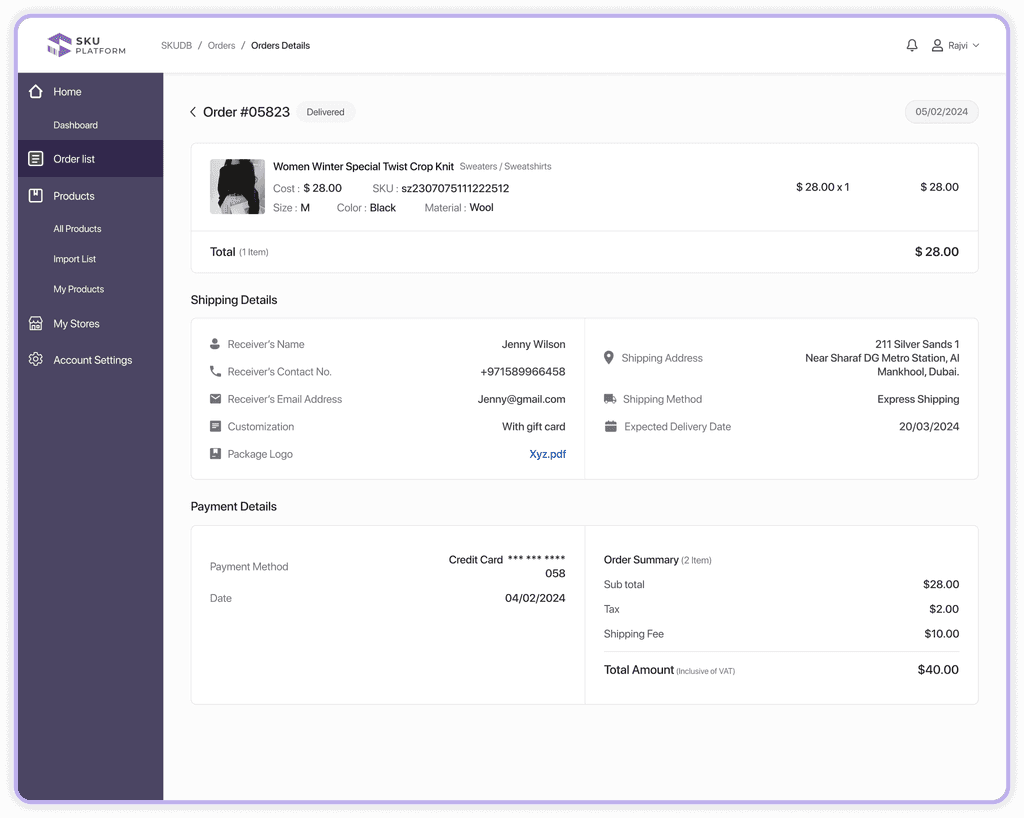 SKU
PLATFORM
SKUDB / Orders / Orders Details
Rajvi
Home
Dashboard
Order list
Products
All Products
Import List
My Products
My Stores
Account Settings
Order #05823 Delivered
05/02/2024
Women Winter Special Twist Crop Knit Sweaters / Sweatshirts
Cost : $ 28.00 SKU : sz2307075111222512
Size : M Color : Black Material : Wool
$ 28.00 x 1 $ 28.00
Total (1 Item) $ 28.00
Shipping Details
Receiver's Name Jenny Wilson
Receiver's Contact No. +971589966458
Receiver's Email Address Jenny@gmail.com
Customization With gift card
Package Logo Xyz.pdf
Shipping Address 211 Silver Sands 1
Near Sharaf DG Metro Station, Al
Mankhool, Dubai.
Shipping Method Express Shipping
Expected Delivery Date 20/03/2024
Payment Details
Payment Method Credit Card *** *** ****
058
Date 04/02/2024
Order Summary (2 Item)
Sub total $28.00
Tax $2.00
Shipping Fee $10.00
Total Amount (Inclusive of VAT) $40.00